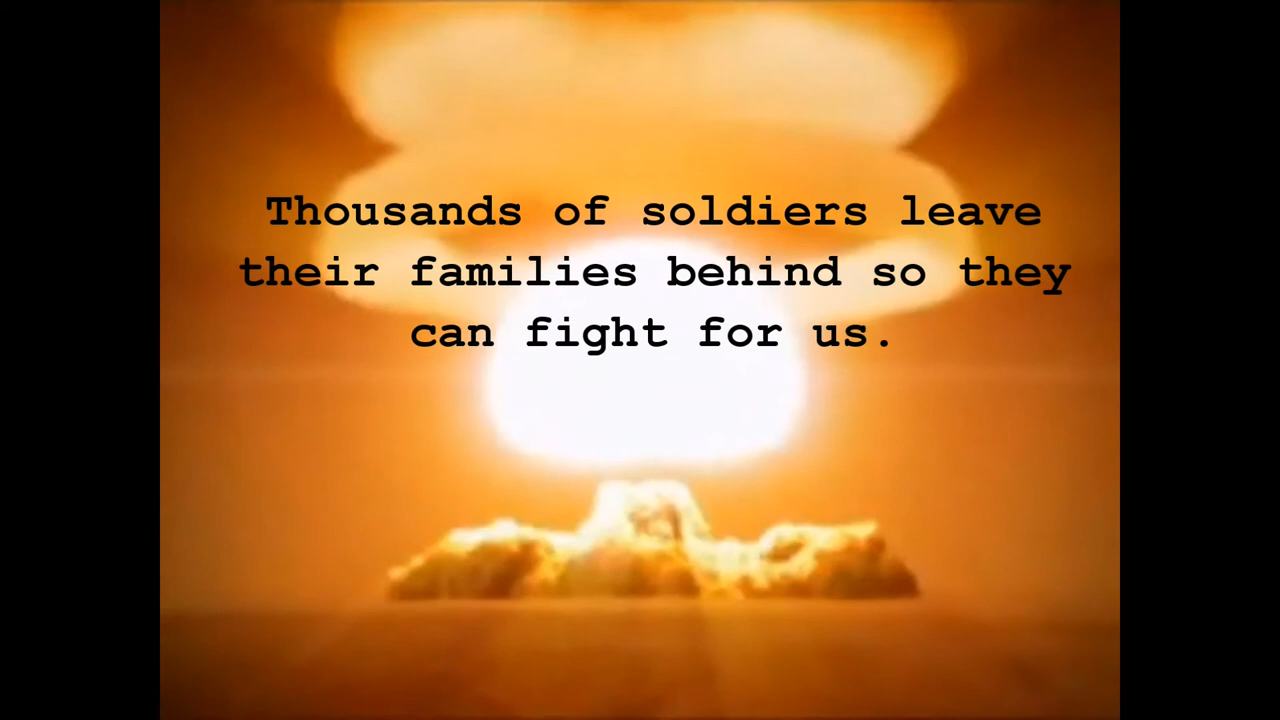 Thousands of soldiers leave
their families behind so they
can fight for us.